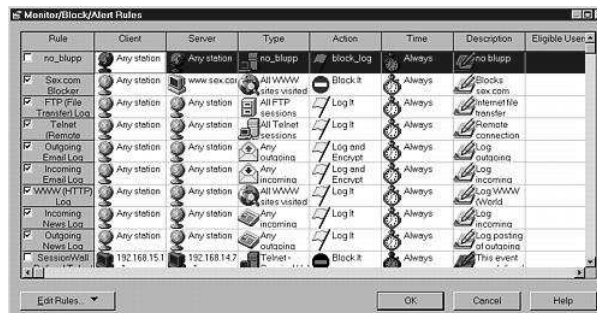 Monitor/Block/Alert Rules
Rule Client Server Type Action Time Description Eligible Users
no_blupp Any station Any station no_blupp block_log Always no blupp
Sex.com Any station www.sex.com All WWW Block It Always Blocks
Blocker sites visited sex.com
FTP (File Any station Any station All FTP Log It Always Internet file
Transfer) Log sessions transfer
Telnet Any station Any station All Telnet Log It Always Remote
(Remote sessions connection
Outgoing Any station Any station Any Log and Always Log
Email Log outgoing Encrypt outgoing
Incoming Any station Any station Any Log and Always Log
Email Log incoming Encrypt incoming
WWW (HTTP) Any station Any station All WWW Log It Always Log WWW
Log sites visited (World
Incoming Any station Any station Any Log It Always Log
News Log incoming incoming
Outgoing Any station Any station Any Log It Always Log posting
News Log outgoing of outgoing
SessionWall 192.168.15.1 192.168.14.7 Telnet - Block It Always This event
Edit Rules... OK Cancel Help